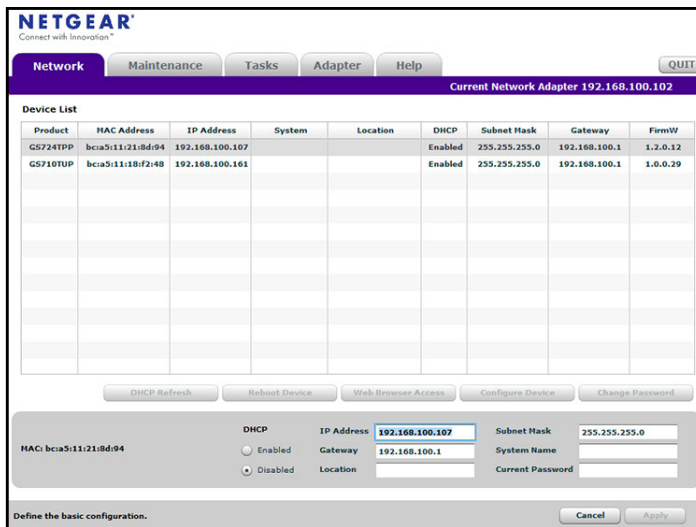 NETGEAR®
Connect with Innovation™
Network Maintenance Tasks Adapter Help QUIT
Current Network Adapter 192.168.100.102
Device List
Product MAC Address IP Address System Location DHCP Subnet Mask Gateway FirmW
GS724TPP bc:a5:11:21:8d:94 192.168.100.107 Enabled 255.255.255.0 192.168.100.1 1.2.0.12
GS710TUP bc:a5:11:18:f2:48 192.168.100.161 Enabled 255.255.255.0 192.168.100.1 1.0.0.29
DHCP Refresh Reboot Device Web Browser Access Configure Device Change Password
DHCP IP Address 192.168.100.107 Subnet Mask 255.255.255.0
MAC: bc:a5:11:21:8d:94 Enabled Gateway 192.168.100.1 System Name
Disabled Location Current Password
Define the basic configuration. Cancel Apply